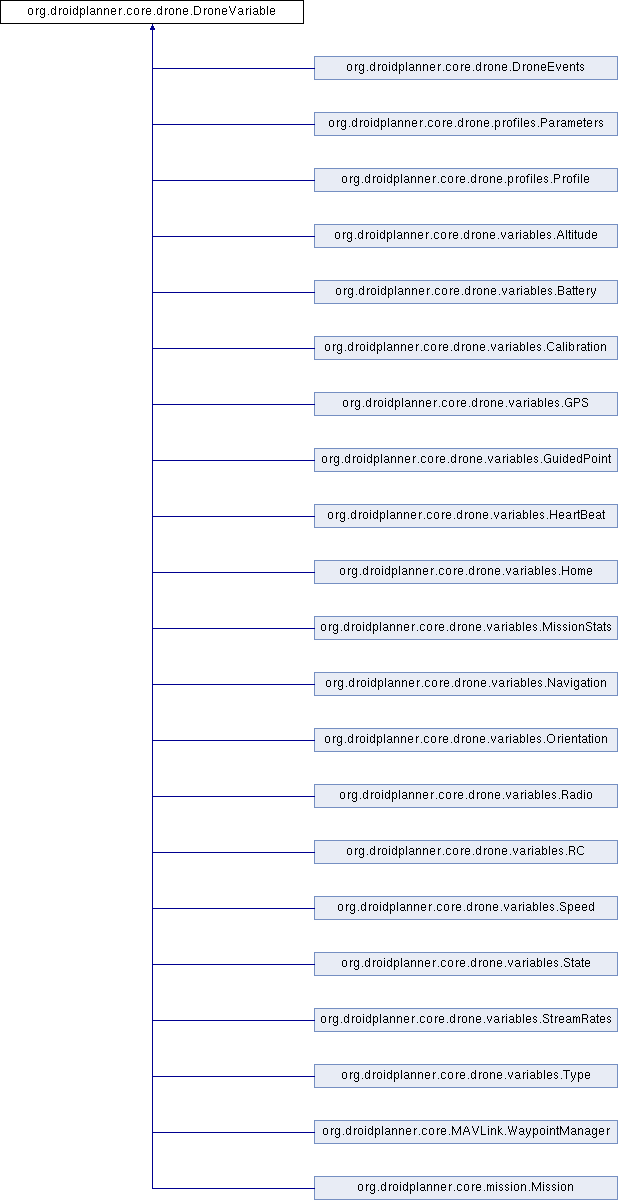 org.droidplanner.core.drone.DroneVariable
org.droidplanner.core.drone.DroneEvents
org.droidplanner.core.drone.profiles.Parameters
org.droidplanner.core.drone.profiles.Profile
org.droidplanner.core.drone.variables.Altitude
org.droidplanner.core.drone.variables.Battery
org.droidplanner.core.drone.variables.Calibration
org.droidplanner.core.drone.variables.GPS
org.droidplanner.core.drone.variables.GuidedPoint
org.droidplanner.core.drone.variables.HeartBeat
org.droidplanner.core.drone.variables.Home
org.droidplanner.core.drone.variables.MissionStats
org.droidplanner.core.drone.variables.Navigation
org.droidplanner.core.drone.variables.Orientation
org.droidplanner.core.drone.variables.Radio
org.droidplanner.core.drone.variables.RC
org.droidplanner.core.drone.variables.Speed
org.droidplanner.core.drone.variables.State
org.droidplanner.core.drone.variables.StreamRates
org.droidplanner.core.drone.variables.Type
org.droidplanner.core.MAVLink.WaypointManager
org.droidplanner.core.mission.Mission